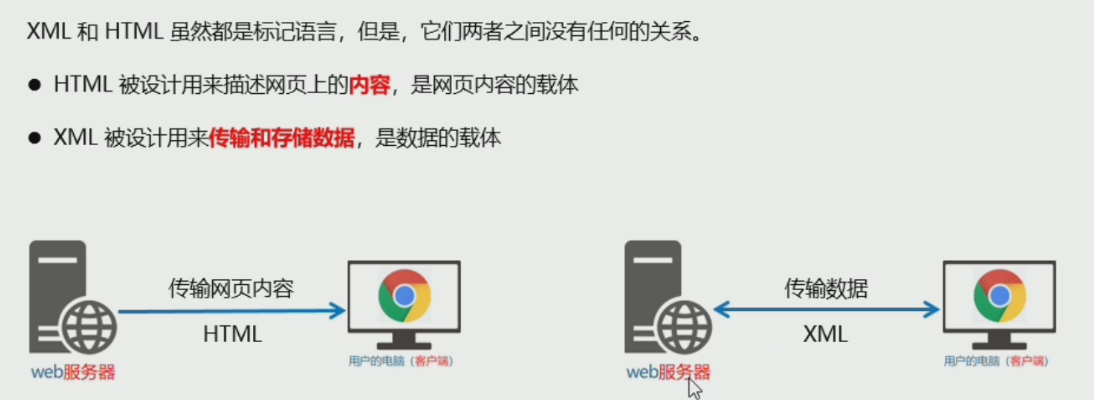 XML 和 HTML 虽然都是标记语言，但是，它们两者之间没有任何的关系。
● HTML 被设计用来描述网页上的内容，是网页内容的载体
● XML 被设计用来传输和存储数据，是数据的载体
传输网页内容
HTML
web服务器
用户的电脑（客户端）
传输数据
XML
web服务器
用户的电脑（客户端）